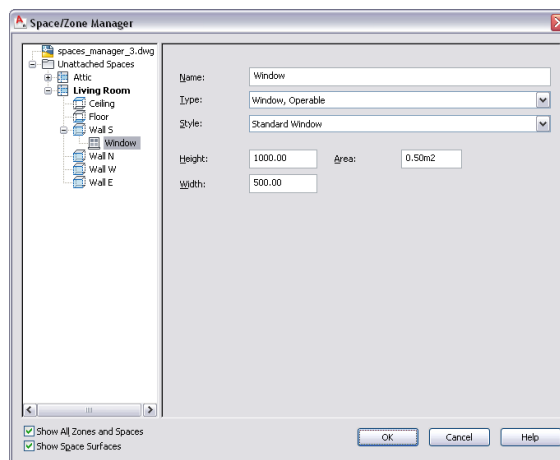 Space/Zone Manager
spaces_manager_3.dwg
Unattached Spaces
Attic
Living Room
Ceiling
Floor
Wall S
Window
Wall N
Wall W
Wall E
Name: Window
Type: Window, Operable
Style: Standard Window
Height: 1000.00 Area: 0.50m2
Width: 500.00
Show All Zones and Spaces
Show Space Surfaces
OK Cancel Help